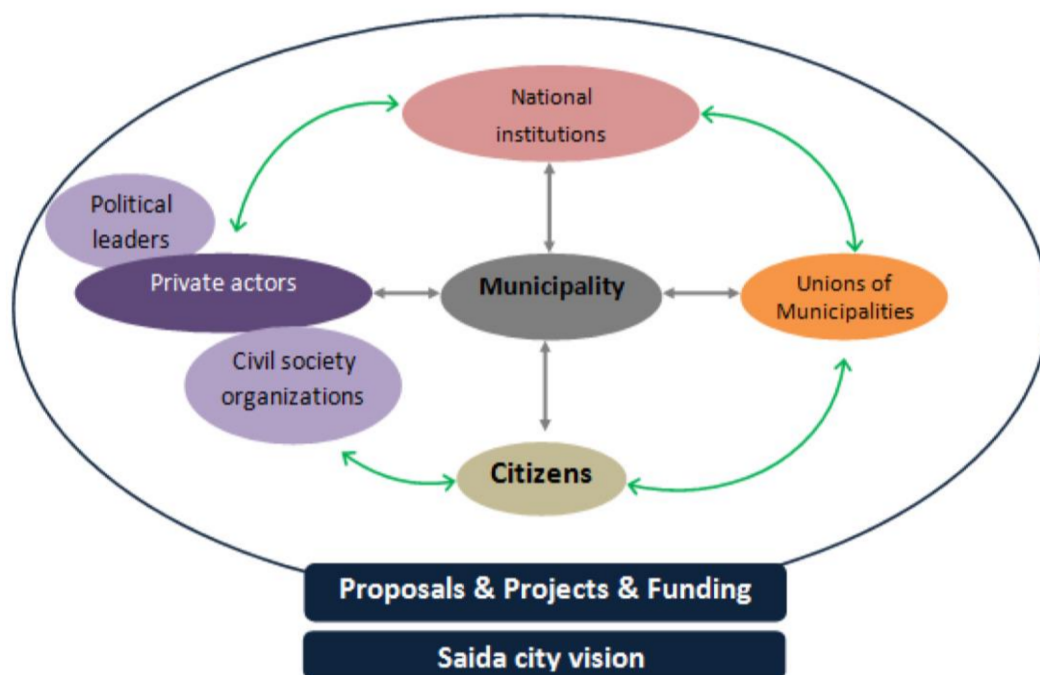 National
institutions
Political
leaders
Private actors
Municipality
Unions of
Municipalities
Civil society
organizations
Citizens
Proposals & Projects & Funding
Saida city vision